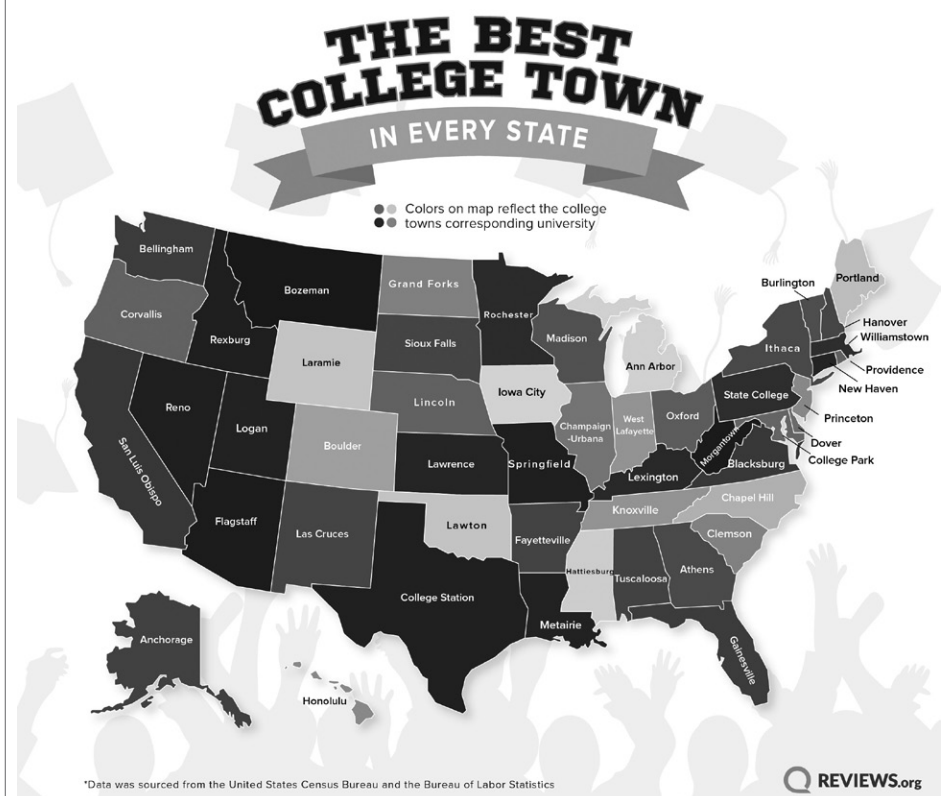 THE BEST
COLLEGE TOWN
IN EVERY STATE
Colors on map reflect the college
towns corresponding university
Bellingham
Corvallis
Bozeman
Rexburg
Laramie
Grand Forks
Sioux Falls
Lincoln
Rochester
Madison
Iowa City
Ann Arbor
Burlington
Portland
Hanover
Williamstown
Ithaca
Providence
New Haven
State College
Princeton
Dover
College Park
Reno
Logan
Boulder
Lawrence
Springfield
Champaign
-Urbana
West
Lafayette
Oxford
Morgantown
Blacksburg
Lexington
San Luis Obispo
Flagstaff
Las Cruces
Lawton
Fayetteville
Knoxville
Chapel Hill
Clemson
Hattiesburg
Tuscaloosa
Athens
College Station
Metairie
Gainesville
Anchorage
Honolulu
*Data was sourced from the United States Census Bureau and the Bureau of Labor Statistics
REVIEWS.org